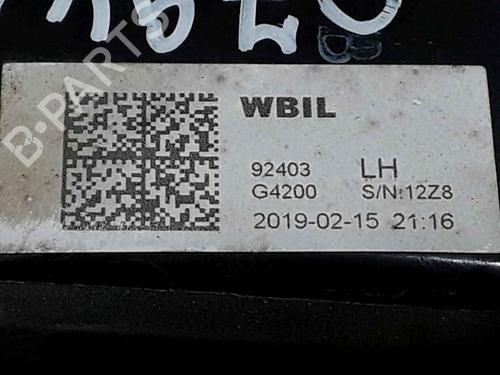 B-PARTS
WBIL
92403 LH
G4200 S/N:12Z8
2019-02-15 21:16